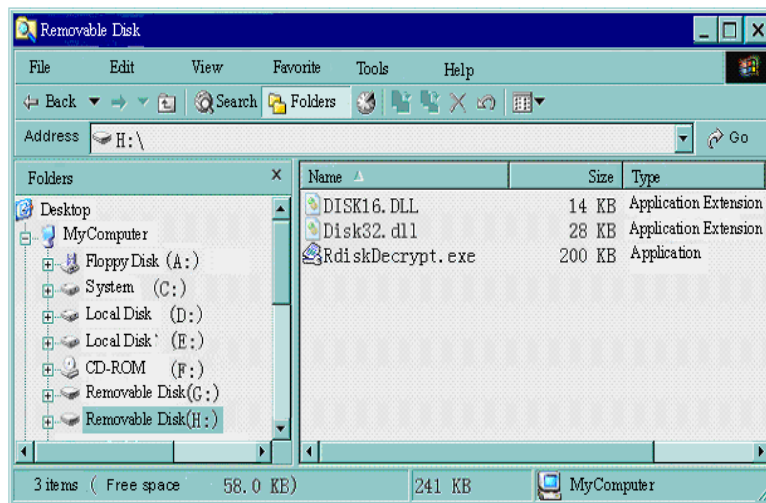 Removable Disk
File Edit View Favorite Tools Help
Back Search Folders
Address H:\ Go
Folders x Name Size Type
Desktop
MyComputer
Floppy Disk (A:)
System (C:)
Local Disk (D:)
Local Disk (E:)
CD-ROM (F:)
Removable Disk(G:)
Removable Disk(H:)
DISK16.DLL 14 KB Application Extension
Disk32.dll 28 KB Application Extension
RdiskDecrypt.exe 200 KB Application
3 items ( Free space 58.0 KB) 241 KB MyComputer